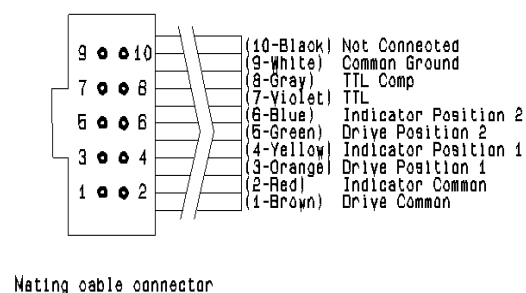 9 10
7 8
5 6
3 4
1 2
(10-Black) Not Connected
(9-White) Common Ground
(8-Gray) TTL Comp
(7-Violet) TTL
(6-Blue) Indicator Position 2
(5-Green) Drive Position 2
(4-Yellow) Indicator Position 1
(3-Orange) Drive Position 1
(2-Red) Indicator Common
(1-Brown) Drive Common
Mating cable connector